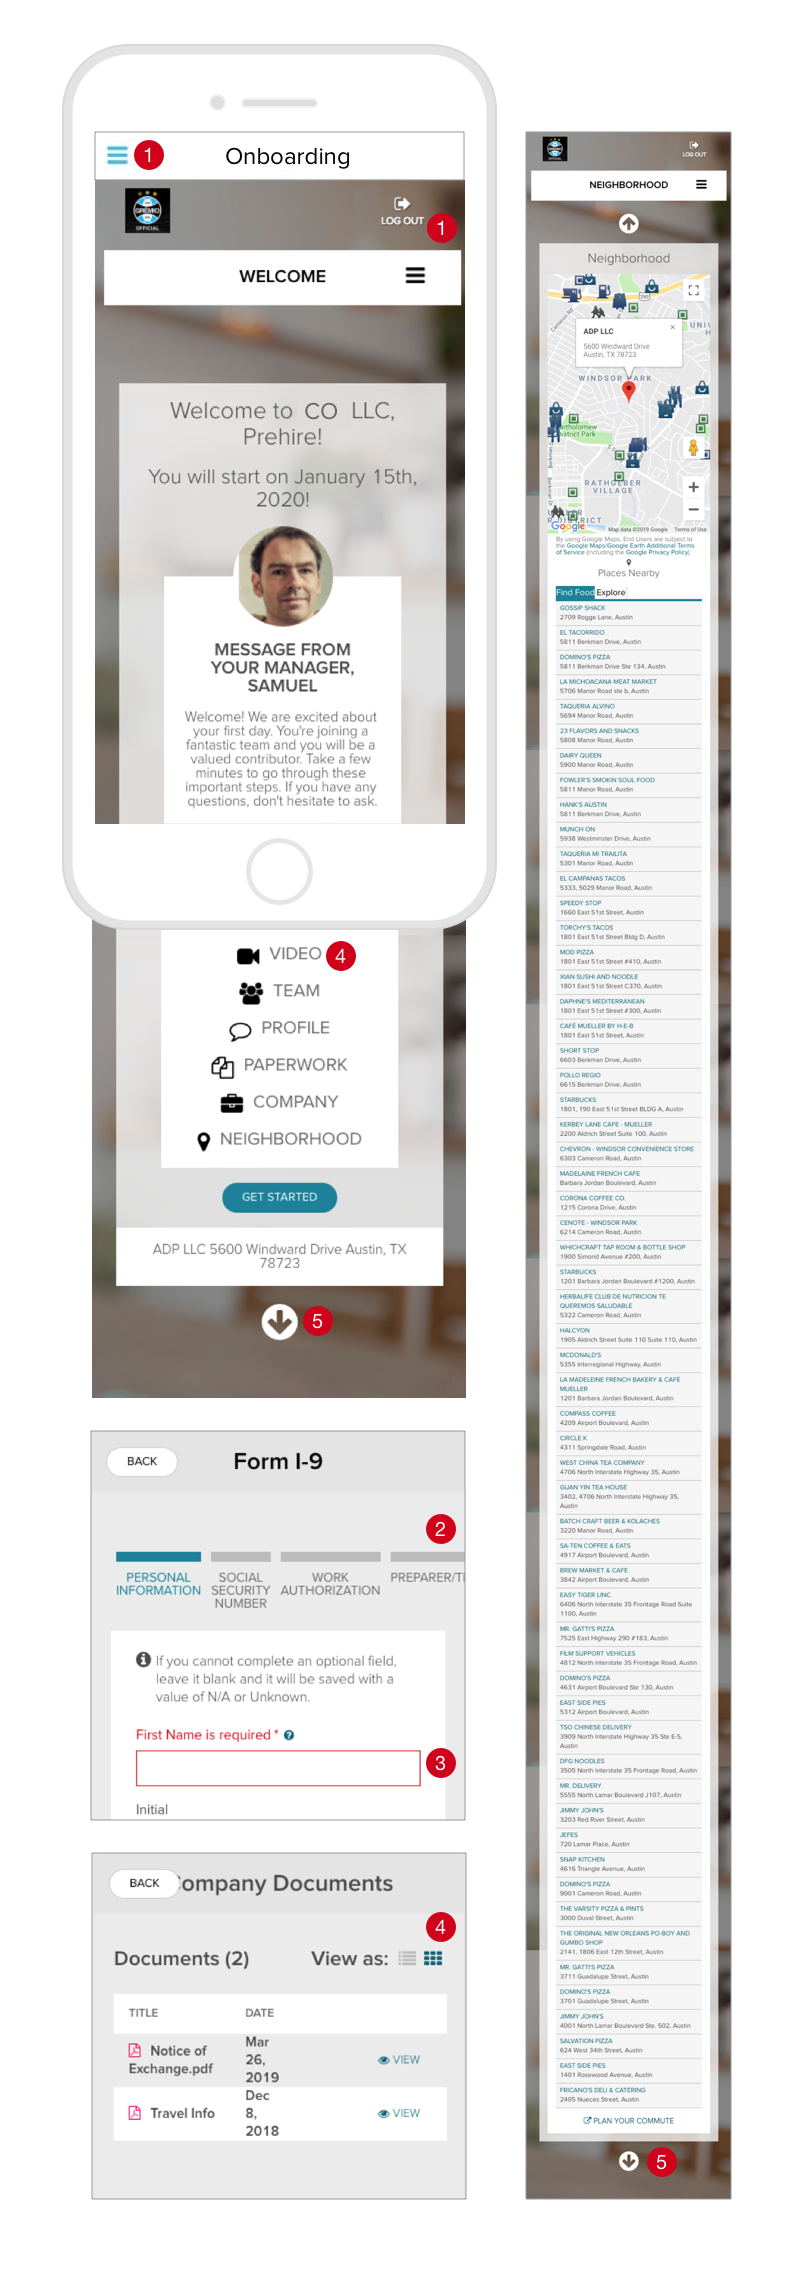 Onboarding
1
GRÊMIO
OFFICIAL
LOG OUT
1
WELCOME
Welcome to CO LLC,
Prehire!
You will start on January 15th,
2020!
MESSAGE FROM
YOUR MANAGER,
SAMUEL
Welcome! We are excited about
your first day. You're joining a
fantastic team and you will be a
valued contributor. Take a few
minutes to go through these
important steps. If you have any
questions, don't hesitate to ask.
VIDEO
4
TEAM
PROFILE
PAPERWORK
COMPANY
NEIGHBORHOOD
GET STARTED
ADP LLC 5600 Windward Drive Austin, TX
78723
5
BACK
Form I-9
2
PERSONAL
INFORMATION
SOCIAL
SECURITY
NUMBER
WORK
AUTHORIZATION
PREPARER/T
If you cannot complete an optional field,
leave it blank and it will be saved with a
value of N/A or Unknown.
First Name is required *
3
Initial
BACK
ompany Documents
4
Documents (2)
View as:
TITLE
DATE
Notice of
Exchange.pdf
Mar
26,
2019
VIEW
Travel Info
Dec
8,
2018
VIEW
LOG OUT
NEIGHBORHOOD
Neighborhood
290
Cameron Rd
UNIV
ADP LLC
5600 Windward Drive
Austin, TX 78723
WINDSOR PARK
artholomew
istrict Park
RATHGEBER
VILLAGE
Berkman Dr
Google
Map data ©2019 Google
Terms of Use
By using Google Maps, End Users are subject to
the Google Maps/Google Earth Additional Terms
of Service (including the Google Privacy Policy)
Places Nearby
Find Food
Explore
GOSSIP SHACK
2709 Rogge Lane, Austin
EL TACORRIDO
5811 Berkman Drive, Austin
DOMINO'S PIZZA
5811 Berkman Drive Ste 134, Austin
LA MICHOACANA MEAT MARKET
5706 Manor Road ste b, Austin
TAQUERIA ALVINO
5694 Manor Road, Austin
23 FLAVORS AND SNACKS
5808 Manor Road, Austin
DAIRY QUEEN
5900 Manor Road, Austin
FOWLER'S SMOKIN SOUL FOOD
5811 Manor Road, Austin
HANK'S AUSTIN
5811 Berkman Drive, Austin
MUNCH ON
5938 Westminster Drive, Austin
TAQUERIA MI TRAILITA
5301 Manor Road, Austin
EL CAMPANAS TACOS
5333, 5029 Manor Road, Austin
SPEEDY STOP
1660 East 51st Street, Austin
TORCHY'S TACOS
1801 East 51st Street Bldg D, Austin
MOD PIZZA
1801 East 51st Street #410, Austin
XIAN SUSHI AND NOODLE
1801 East 51st Street C370, Austin
DAPHNE'S MEDITERRANEAN
1801 East 51st Street #300, Austin
CAFÉ MUELLER BY H-E-B
1801 East 51st Street, Austin
SHORT STOP
6603 Berkman Drive, Austin
POLLO REGIO
6615 Berkman Drive, Austin
STARBUCKS
1801, 190 East 51st Street BLDG A, Austin
KERBEY LANE CAFE - MUELLER
2200 Aldrich Street Suite 100, Austin
CHEVRON - WINDSOR CONVENIENCE STORE
6303 Cameron Road, Austin
MADELAINE FRENCH CAFE
Barbara Jordan Boulevard, Austin
CORONA COFFEE CO.
1215 Corona Drive, Austin
CENOTE - WINDSOR PARK
6214 Cameron Road, Austin
WHICHCRAFT TAP ROOM & BOTTLE SHOP
1900 Simond Avenue #200, Austin
STARBUCKS
1201 Barbara Jordan Boulevard #1200, Austin
HERBALIFE CLUB DE NUTRICION TE
QUEREMOS SALUDABLE
5322 Cameron Road, Austin
HALCYON
1905 Aldrich Street Suite 110 Suite 110, Austin
MCDONALD'S
5355 Interregional Highway, Austin
LA MADELEINE FRENCH BAKERY & CAFÉ
MUELLER
1201 Barbara Jordan Boulevard, Austin
COMPASS COFFEE
4209 Airport Boulevard, Austin
CIRCLE K
4311 Springdale Road, Austin
WEST CHINA TEA COMPANY
4706 North Interstate Highway 35, Austin
GUAN YIN TEA HOUSE
3402, 4706 North Interstate Highway 35,
Austin
BATCH CRAFT BEER & KOLACHES
3220 Manor Road, Austin
SA-TEN COFFEE & EATS
4917 Airport Boulevard, Austin
BREW MARKET & CAFE
3842 Airport Boulevard, Austin
EASY TIGER LINC
6406 North Interstate 35 Frontage Road Suite
1100, Austin
MR. GATTI'S PIZZA
7525 East Highway 290 #183, Austin
FILM SUPPORT VEHICLES
4812 North Interstate 35 Frontage Road, Austin
DOMINO'S PIZZA
4631 Airport Boulevard Ste 130, Austin
EAST SIDE PIES
5312 Airport Boulevard, Austin
TSO CHINESE DELIVERY
3909 North Interstate Highway 35 Ste E-5,
Austin
DFG NOODLES
3505 North Interstate 35 Frontage Road, Austin
MR. DELIVERY
5555 North Lamar Boulevard J107, Austin
JIMMY JOHN'S
3203 Red River Street, Austin
JEFES
720 Lamar Place, Austin
SNAP KITCHEN
4616 Triangle Avenue, Austin
DOMINO'S PIZZA
9001 Cameron Road, Austin
THE VARSITY PIZZA & PINTS
3000 Duval Street, Austin
THE ORIGINAL NEW ORLEANS PO-BOY AND
GUMBO SHOP
2141, 1806 East 12th Street, Austin
MR. GATTI'S PIZZA
3711 Guadalupe Street, Austin
DOMINO'S PIZZA
3701 Guadalupe Street, Austin
JIMMY JOHN'S
4001 North Lamar Boulevard Ste. 502, Austin
SALVATION PIZZA
624 West 34th Street, Austin
EAST SIDE PIES
1401 Rosewood Avenue, Austin
FRICANO'S DELI & CATERING
2405 Nueces Street, Austin
PLAN YOUR COMMUTE
5